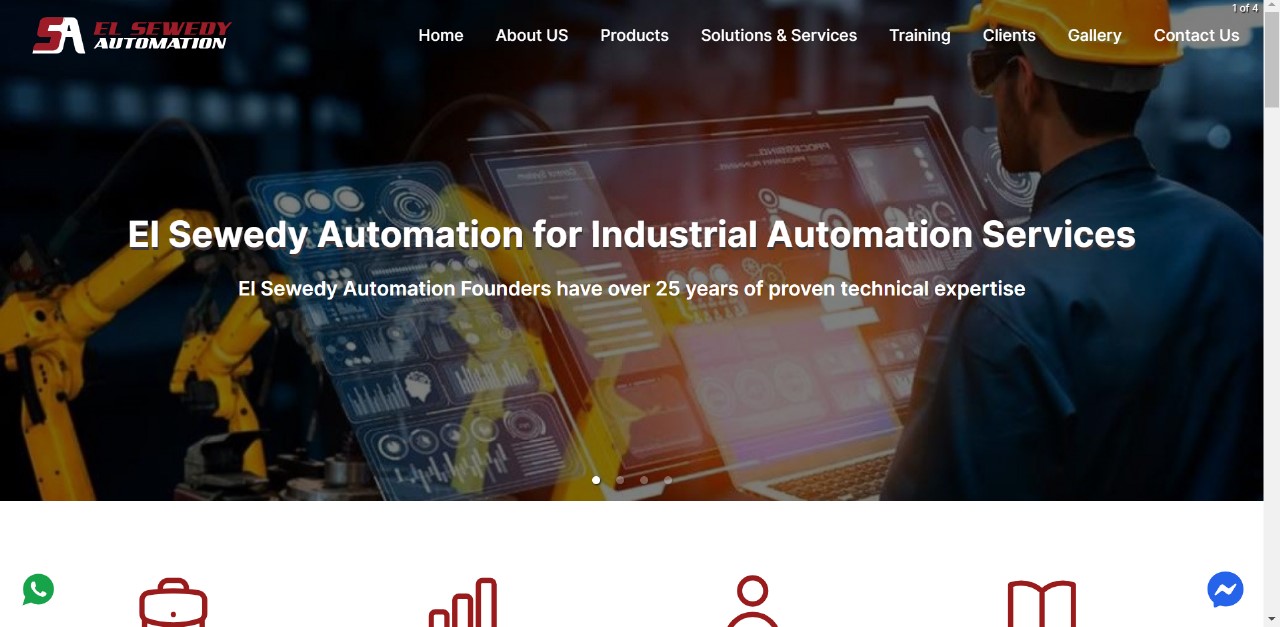 1 of 4
EL SEWEDY
AUTOMATION
Home
About US
Products
Solutions & Services
Training
Clients
Gallery
Contact Us
El Sewedy Automation for Industrial Automation Services
El Sewedy Automation Founders have over 25 years of proven technical expertise